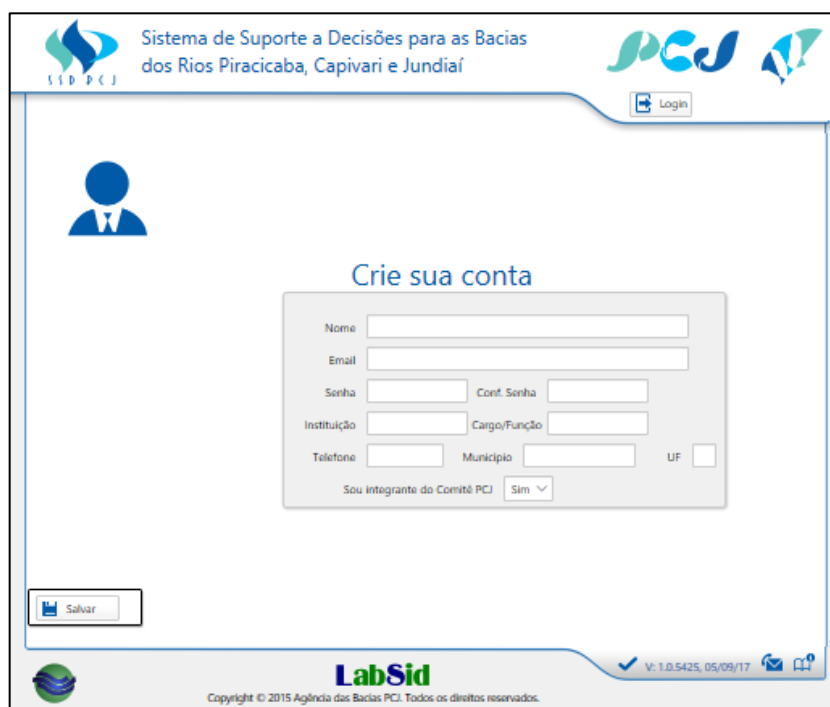 Sistema de Suporte a Decisões para as Bacias
dos Rios Piracicaba, Capivari e Jundiaí
SSD PCJ
PCJ
Login
Crie sua conta
Nome
Email
Senha Conf. Senha
Instituição Cargo/Função
Telefone Município UF
Sou integrante do Comitê PCJ Sim
Salvar
LabSid
V: 1.0.5425, 05/09/17
Copyright © 2015 Agência das Bacias PCJ. Todos os direitos reservados.